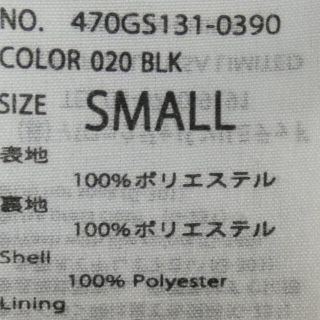 NO. 470GS131-0390
COLOR 020 BLK
SIZE SMALL
表地
100%ポリエステル
裏地
100%ポリエステル
Shell
100% Polyester
Lining